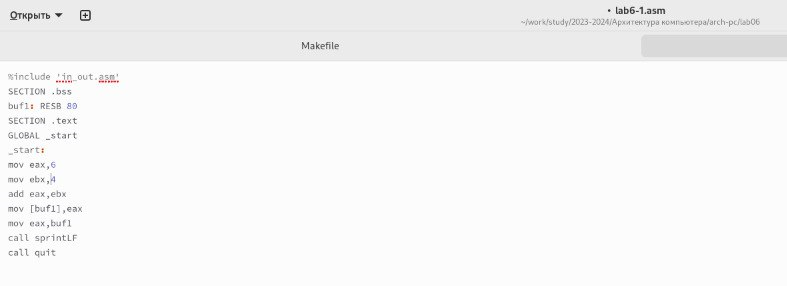 Открыть
• lab6-1.asm
~/work/study/2023-2024/Архитектура компьютера/arch-pc/lab06
Makefile
%include 'in_out.asm'
SECTION .bss
buf1: RESB 80
SECTION .text
GLOBAL _start
_start:
mov eax,6
mov ebx,4
add eax,ebx
mov [buf1],eax
mov eax,buf1
call sprintLF
call quit